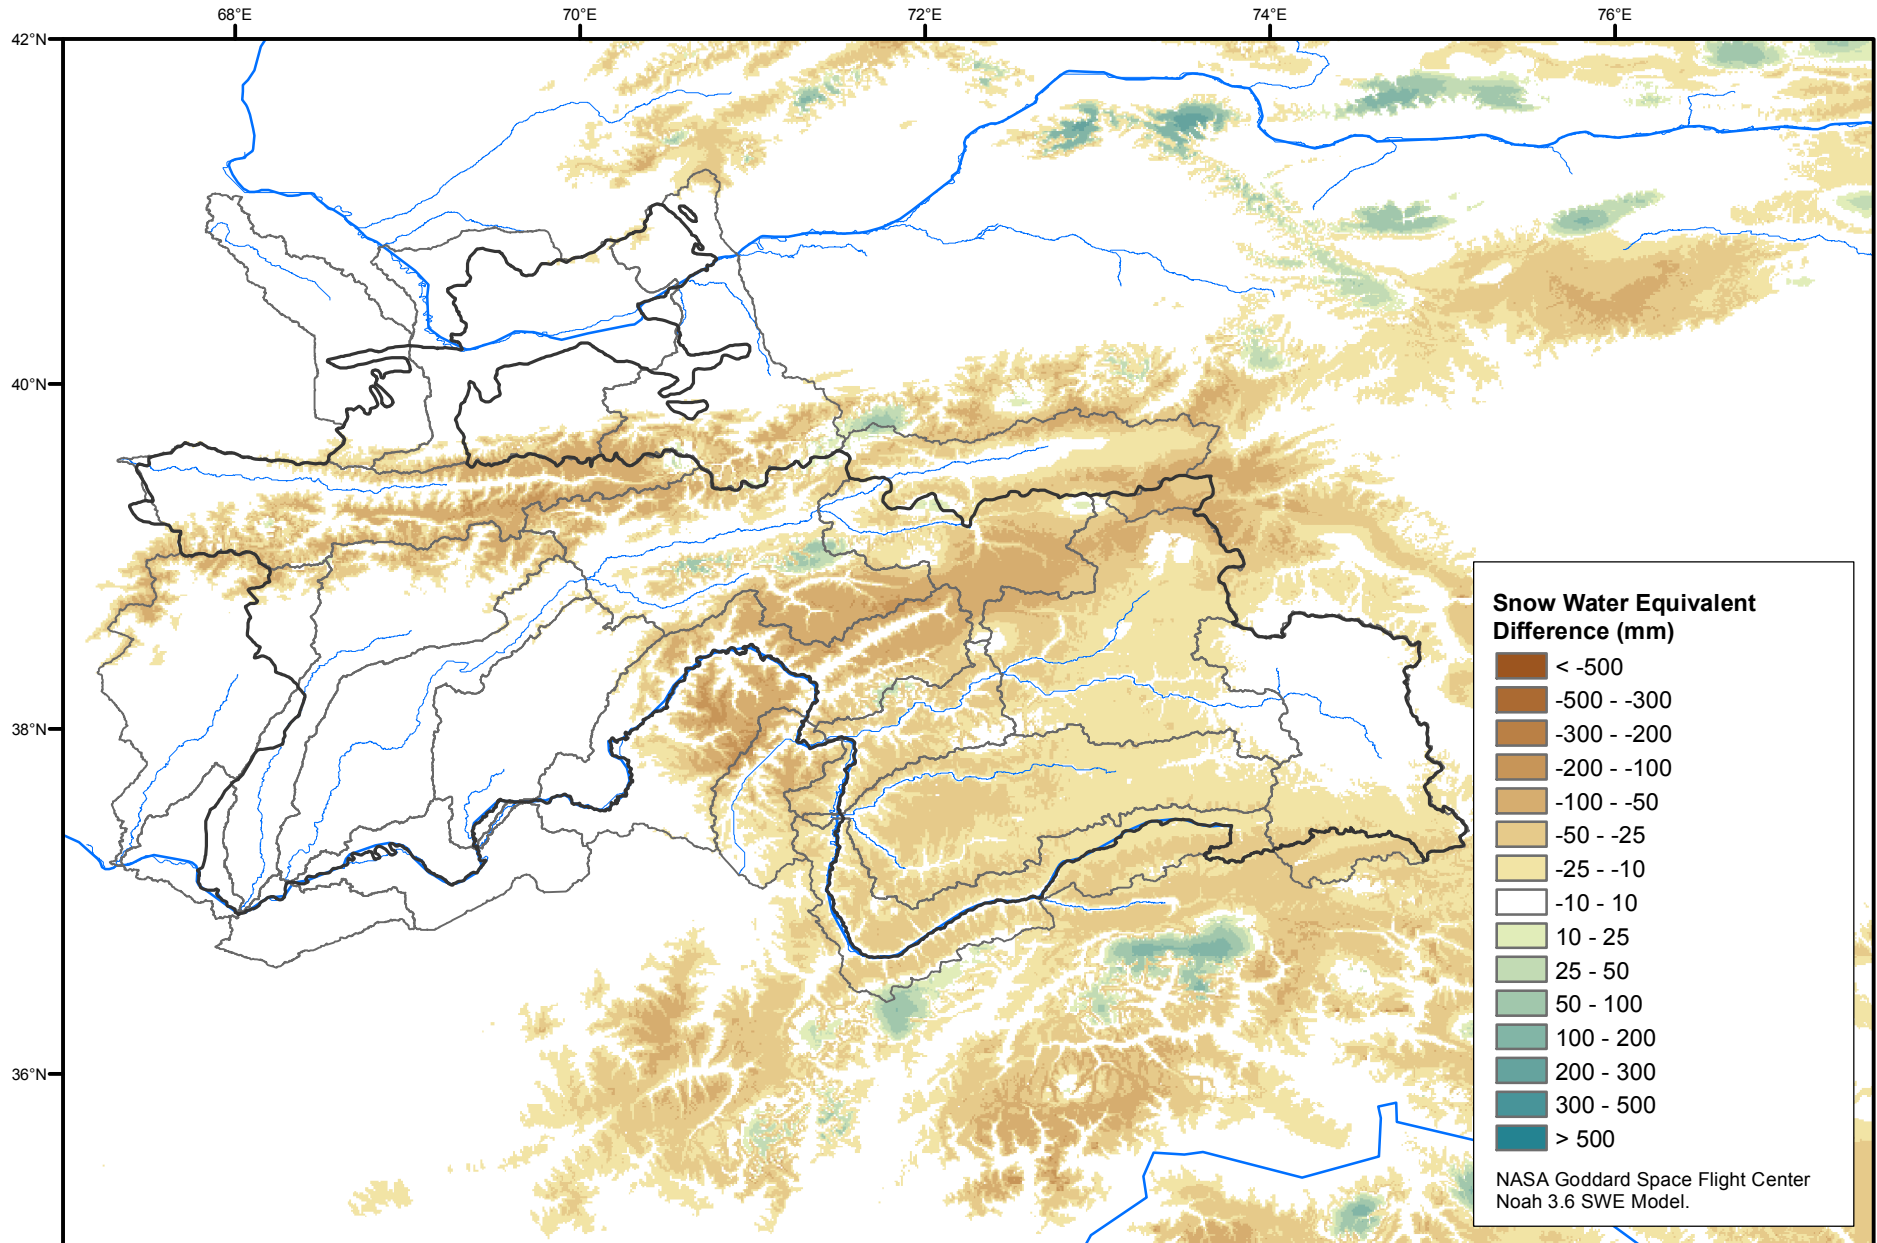 68°E 70°E 72°E 74°E 76°E
42°N
40°N
38°N
36°N
Snow Water Equivalent
Difference (mm)
< -500
-500 - -300
-300 - -200
-200 - -100
-100 - -50
-50 - -25
-25 - -10
-10 - 10
10 - 25
25 - 50
50 - 100
100 - 200
200 - 300
300 - 500
> 500
NASA Goddard Space Flight Center
Noah 3.6 SWE Model.